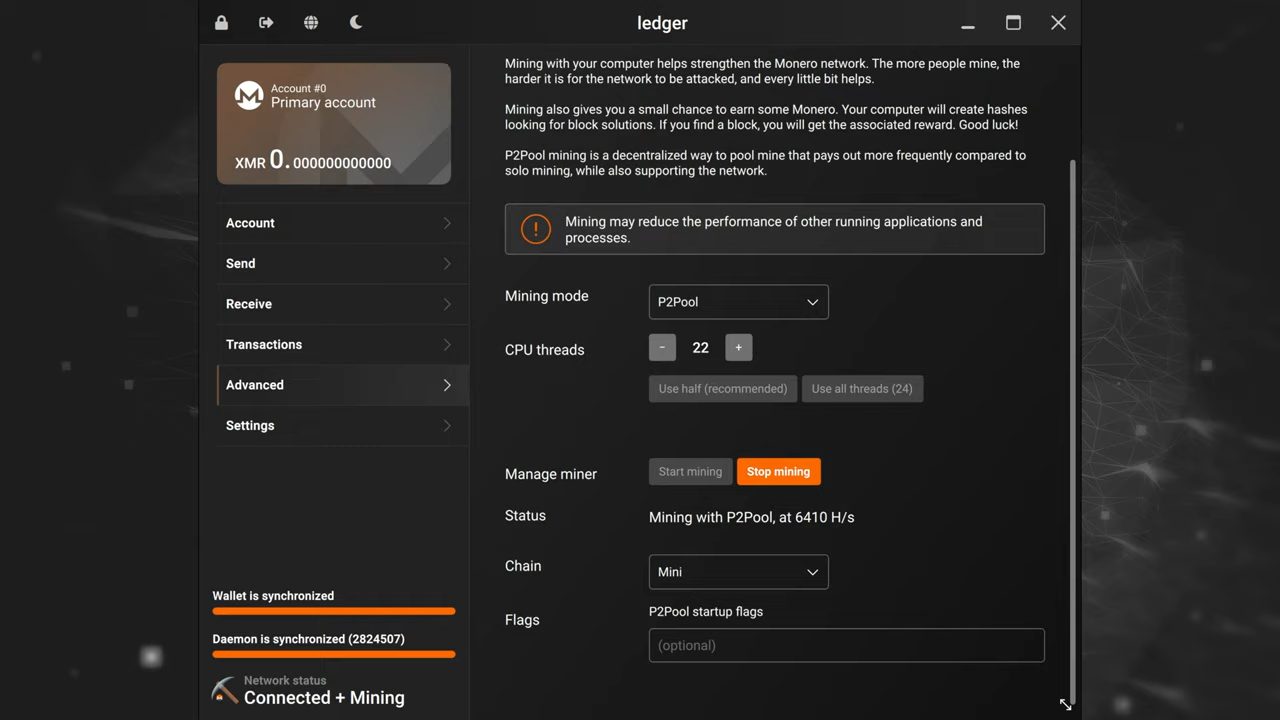 ledger
Account #0
Primary account
XMR 0.000000000000
Account
Send
Receive
Transactions
Advanced
Settings
Wallet is synchronized
Daemon is synchronized (2824507)
Network status
Connected + Mining
Mining with your computer helps strengthen the Monero network. The more people mine, the
harder it is for the network to be attacked, and every little bit helps.
Mining also gives you a small chance to earn some Monero. Your computer will create hashes
looking for block solutions. If you find a block, you will get the associated reward. Good luck!
P2Pool mining is a decentralized way to pool mine that pays out more frequently compared to
solo mining, while also supporting the network.
Mining may reduce the performance of other running applications and
processes.
Mining mode
P2Pool
CPU threads
- 22 +
Use half (recommended) Use all threads (24)
Manage miner
Start mining Stop mining
Status
Mining with P2Pool, at 6410 H/s
Chain
Mini
Flags
P2Pool startup flags
(optional)